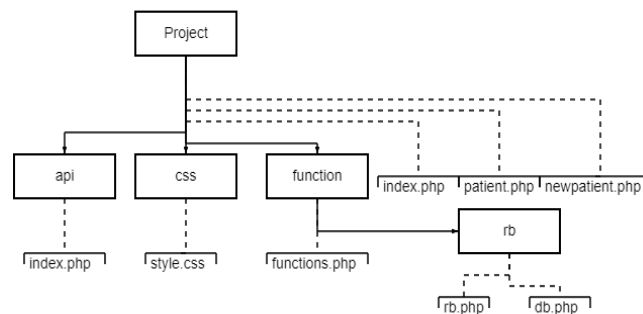 Project
api
css
function
index.php
patient.php
newpatient.php
rb
index.php
style.css
functions.php
rb.php
db.php